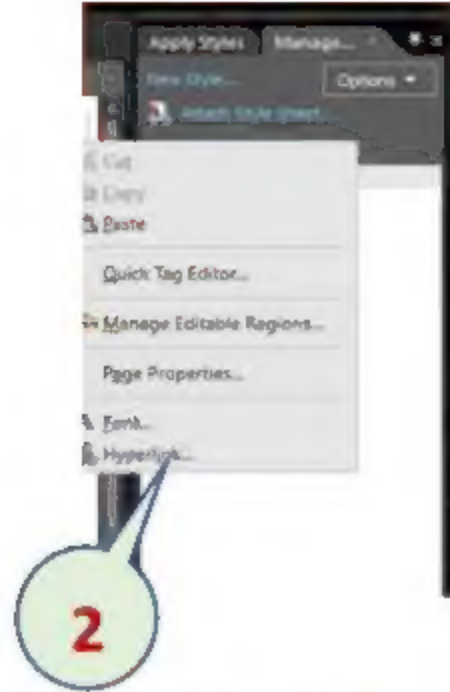 Apply Styles Manage...
New Style... Options
Attach Style Sheet...
Cut
Copy
Paste
Quick Tag Editor...
Manage Editable Regions...
Page Properties...
Font...
Hyperlink...
2